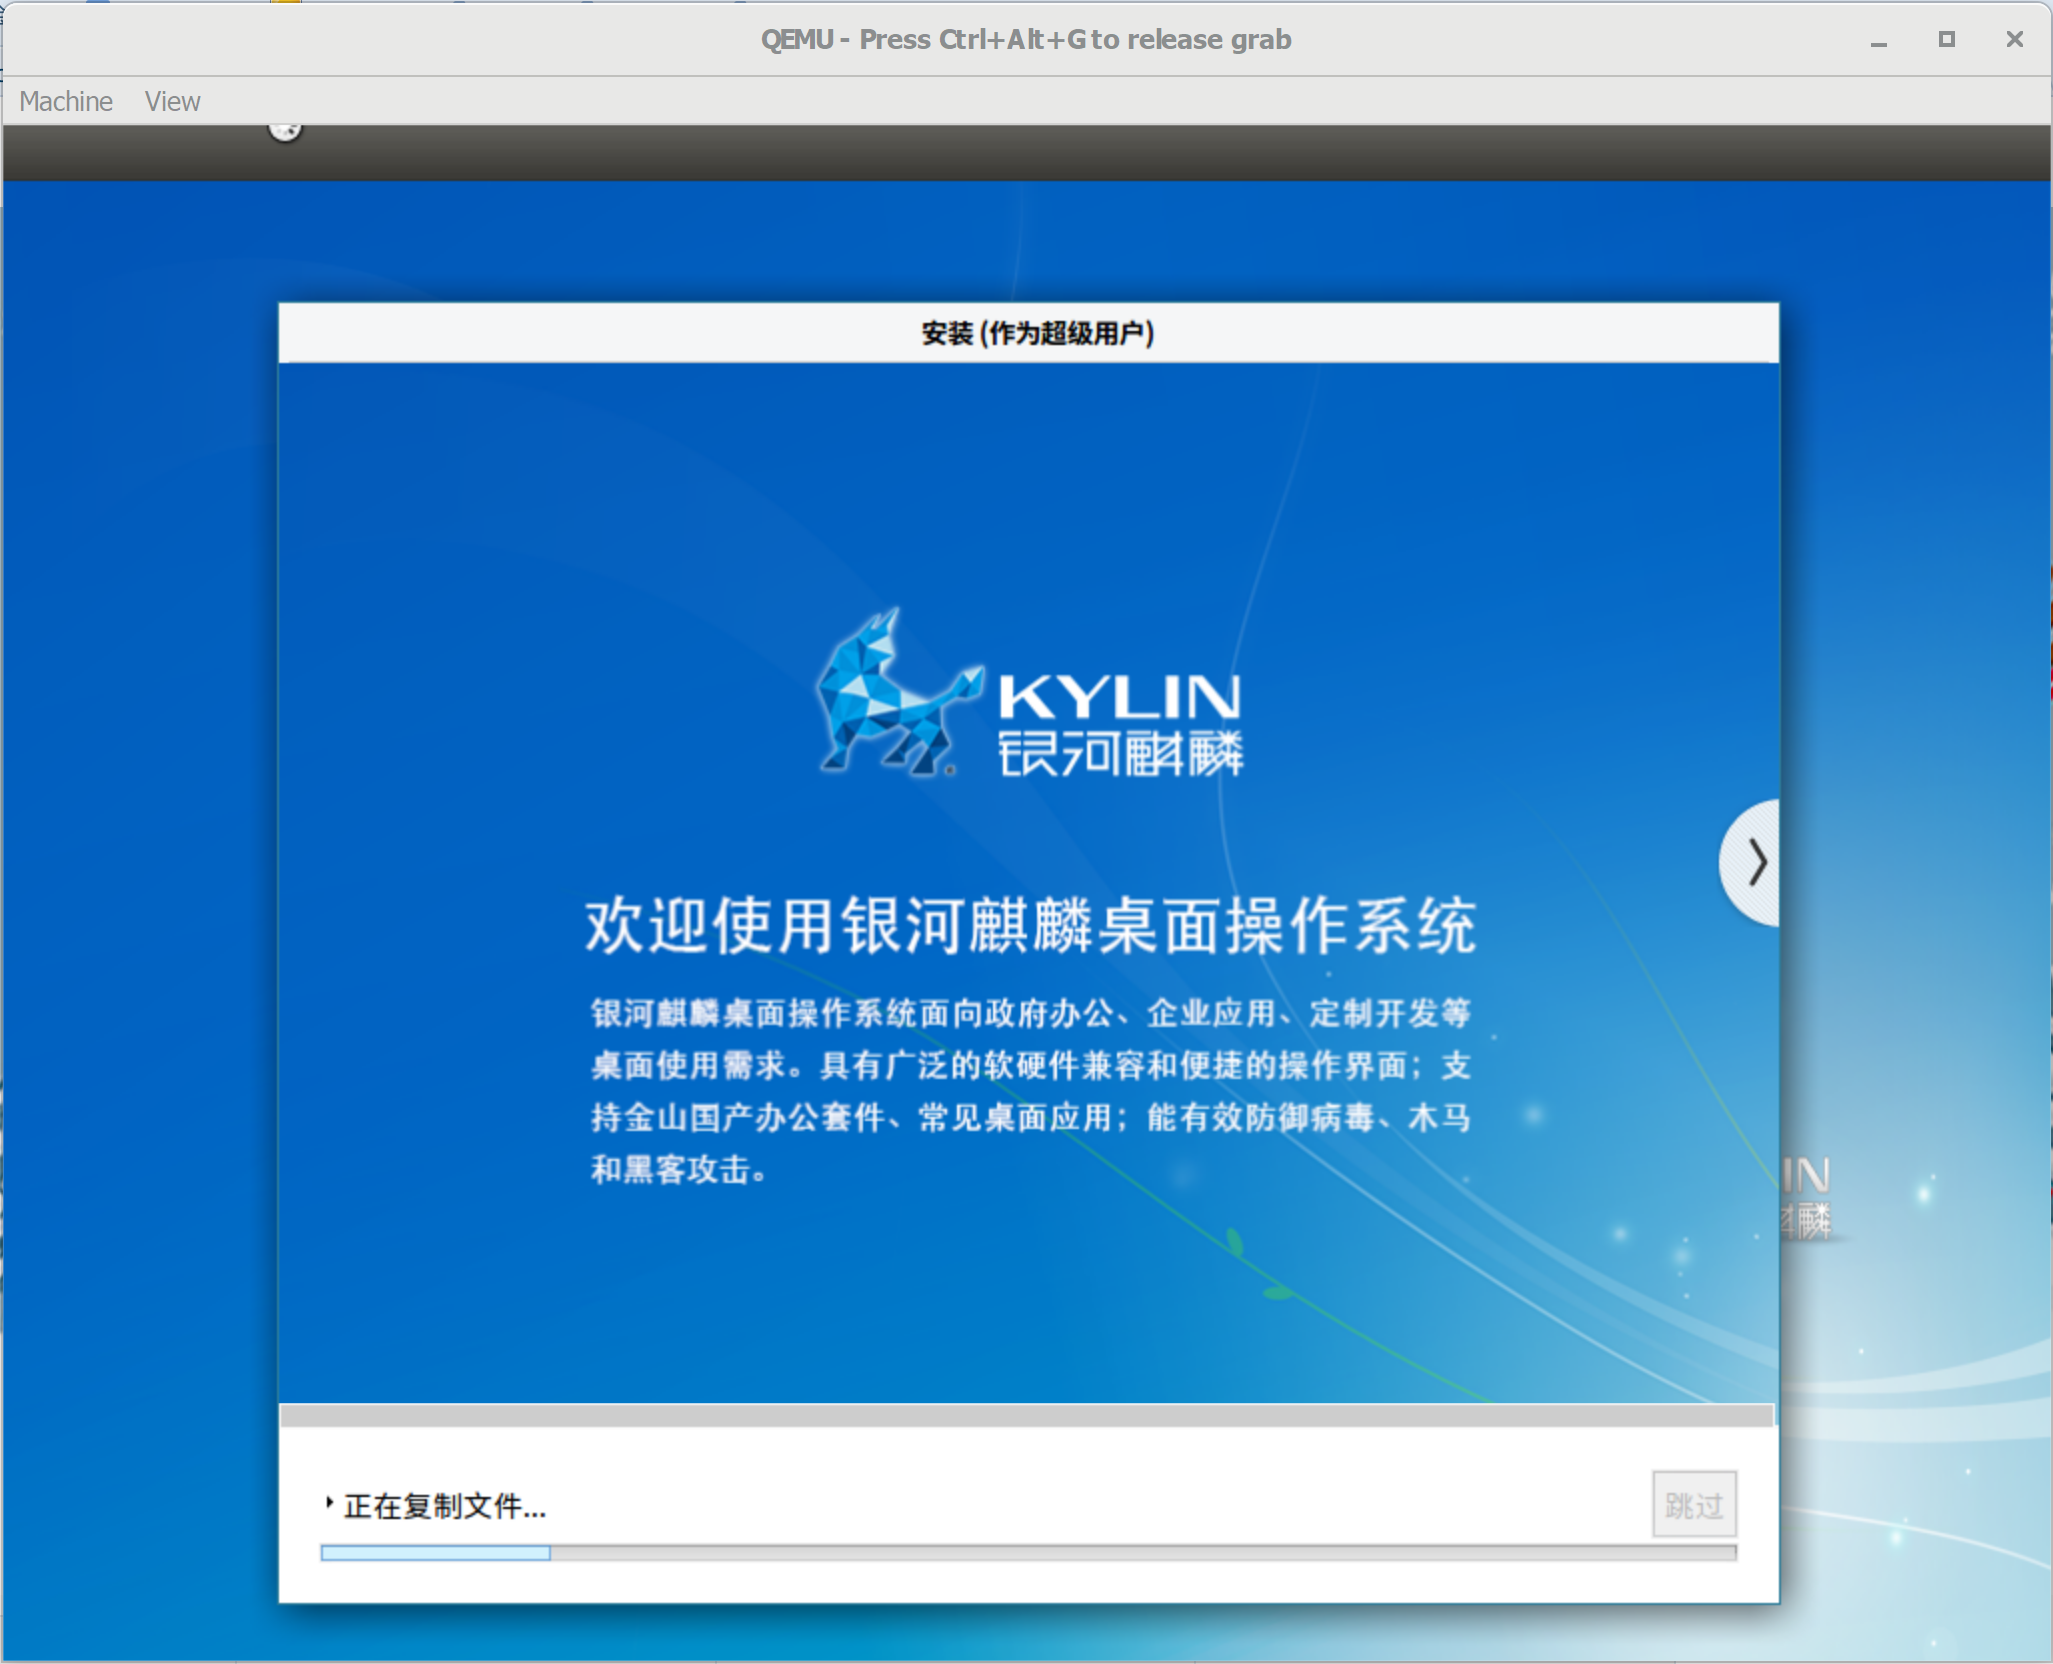 QEMU - Press Ctrl+Alt+G to release grab
Machine View
安装 (作为超级用户)
KYLIN
银河麒麟
欢迎使用银河麒麟桌面操作系统
银河麒麟桌面操作系统面向政府办公、企业应用、定制开发等
桌面使用需求。具有广泛的软硬件兼容和便捷的操作界面；支
持金山国产办公套件、常见桌面应用；能有效防御病毒、木马
和黑客攻击。
IN
麟
正在复制文件...
跳过